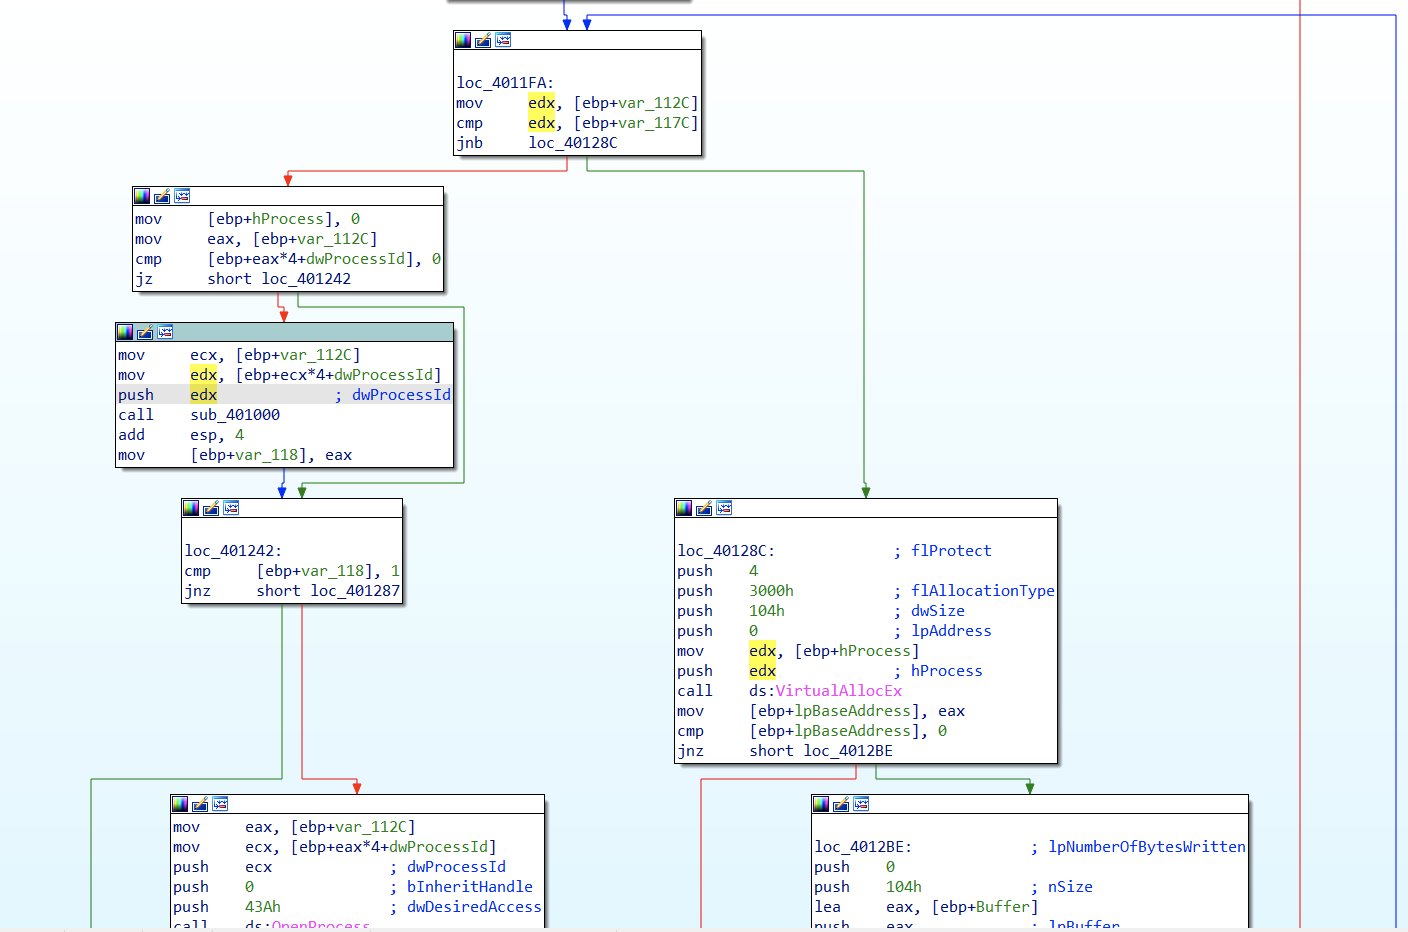 loc_4011FA:
mov edx, [ebp+var_112C]
cmp edx, [ebp+var_117C]
jnb loc_40128C
mov [ebp+hProcess], 0
mov eax, [ebp+var_112C]
cmp [ebp+eax*4+dwProcessId], 0
jz short loc_401242
mov ecx, [ebp+var_112C]
mov edx, [ebp+ecx*4+dwProcessId]
push edx ; dwProcessId
call sub_401000
add esp, 4
mov [ebp+var_118], eax
loc_401242:
cmp [ebp+var_118], 1
jnz short loc_401287
loc_40128C: ; flProtect
push 4
push 3000h ; flAllocationType
push 104h ; dwSize
push 0 ; lpAddress
mov edx, [ebp+hProcess]
push edx ; hProcess
call ds:VirtualAllocEx
mov [ebp+lpBaseAddress], eax
cmp [ebp+lpBaseAddress], 0
jnz short loc_4012BE
mov eax, [ebp+var_112C]
mov ecx, [ebp+eax*4+dwProcessId]
push ecx ; dwProcessId
push 0 ; bInheritHandle
push 43Ah ; dwDesiredAccess
call ds:OpenProcess
loc_4012BE: ; lpNumberOfBytesWritten
push 0
push 104h ; nSize
lea eax, [ebp+Buffer]
push eax ; lpBuffer